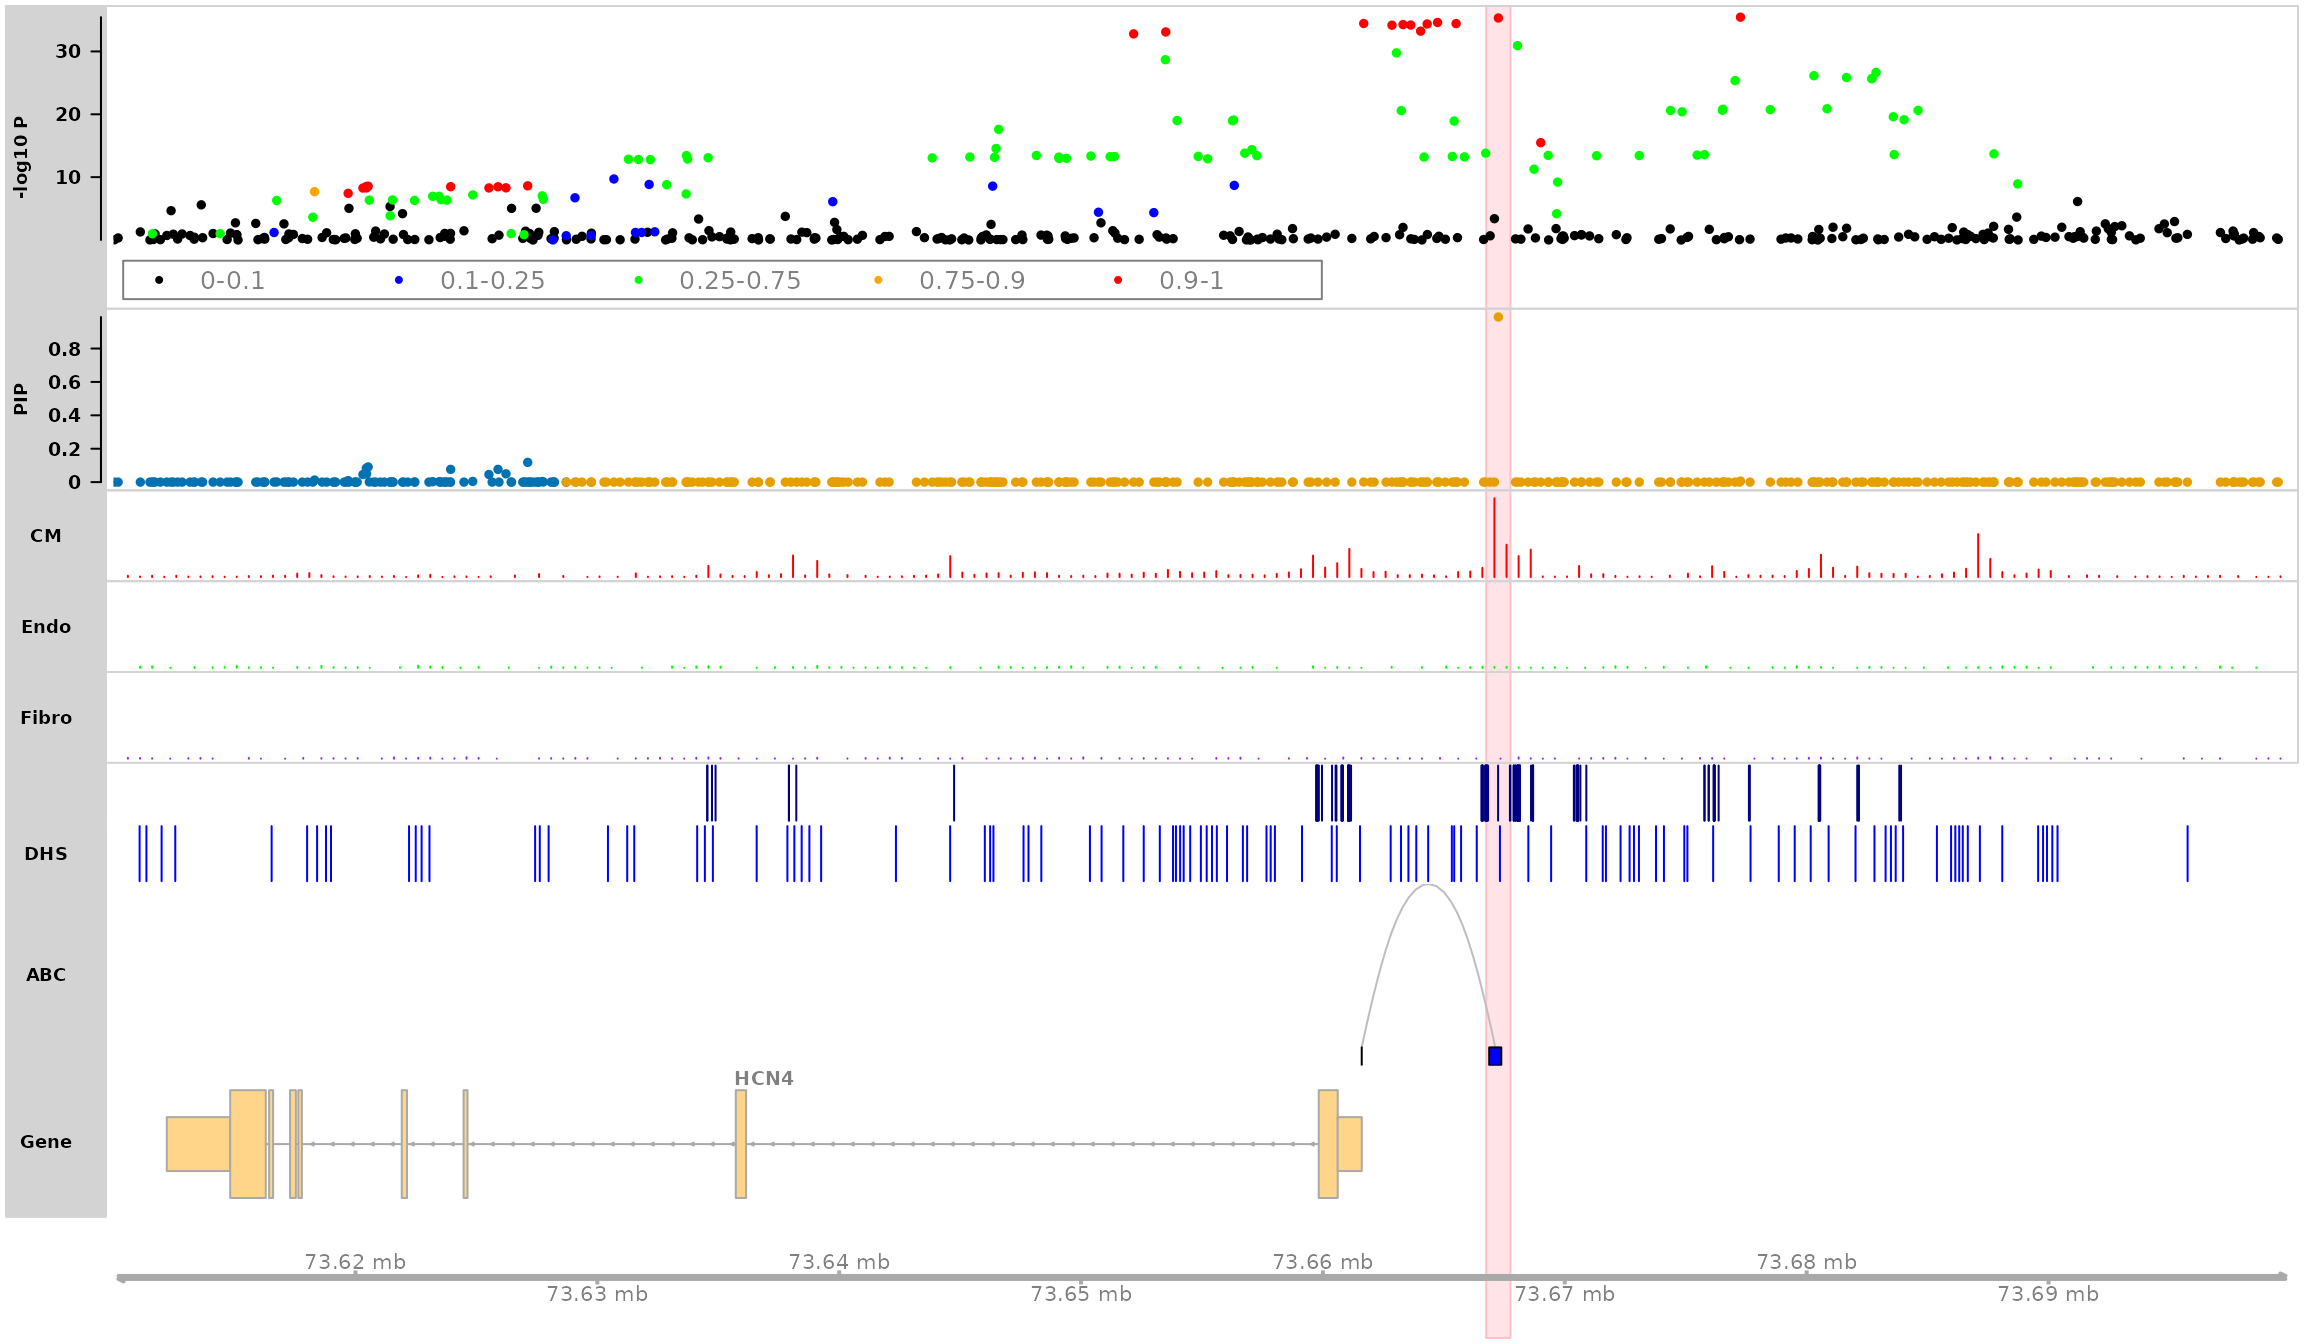 -log10 P
30
20
10
0-0.1 0.1-0.25 0.25-0.75 0.75-0.9 0.9-1
PIP
0.8
0.6
0.4
0.2
0
CM
Endo
Fibro
DHS
ABC
HCN4
Gene
73.62 mb 73.64 mb 73.66 mb 73.68 mb
73.63 mb 73.65 mb 73.67 mb 73.69 mb